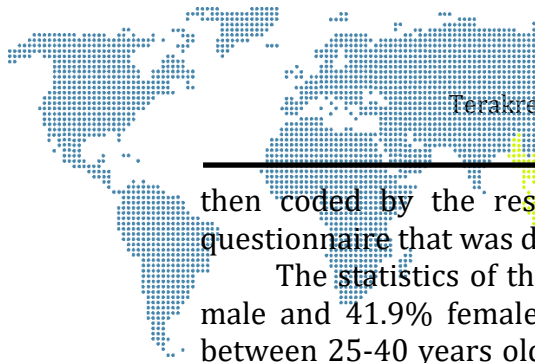 Terakre
then coded by the res
questionnaire that was d
The statistics of th
male and 41.9% female
between 25-40 years old